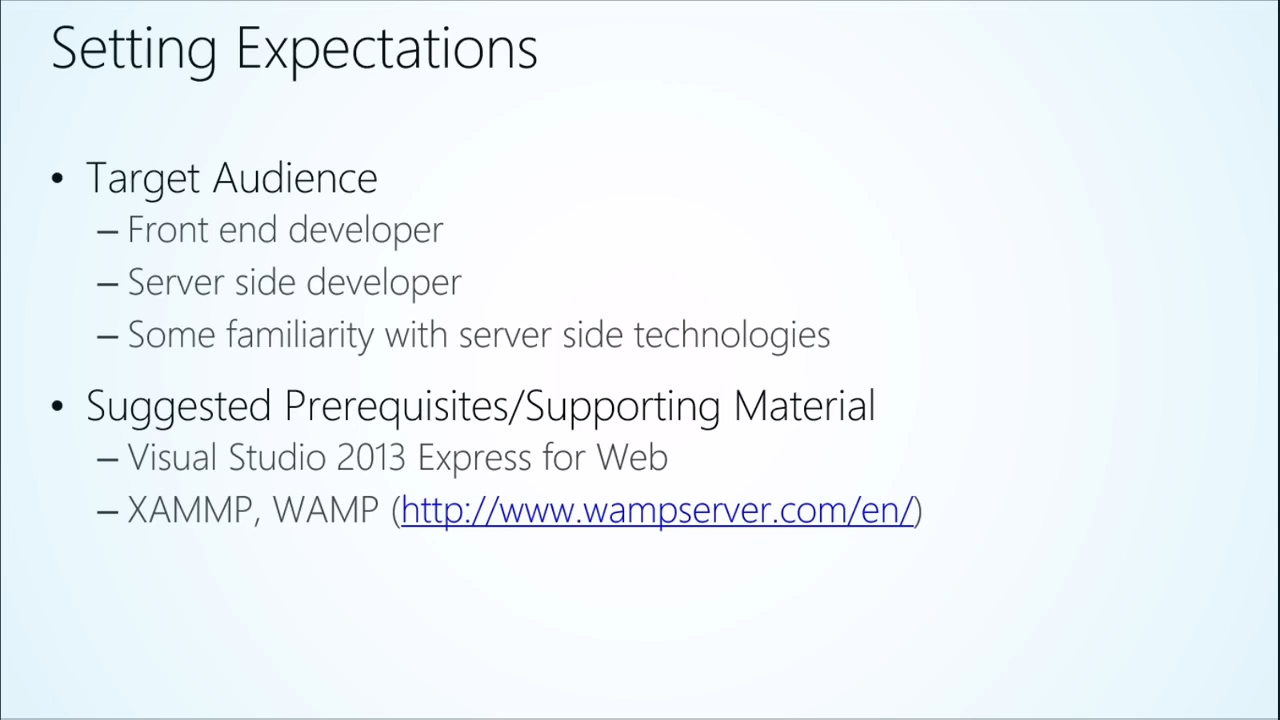 Setting Expectations
• Target Audience
– Front end developer
– Server side developer
– Some familiarity with server side technologies
• Suggested Prerequisites/Supporting Material
– Visual Studio 2013 Express for Web
– XAMMP, WAMP (http://www.wampserver.com/en/)